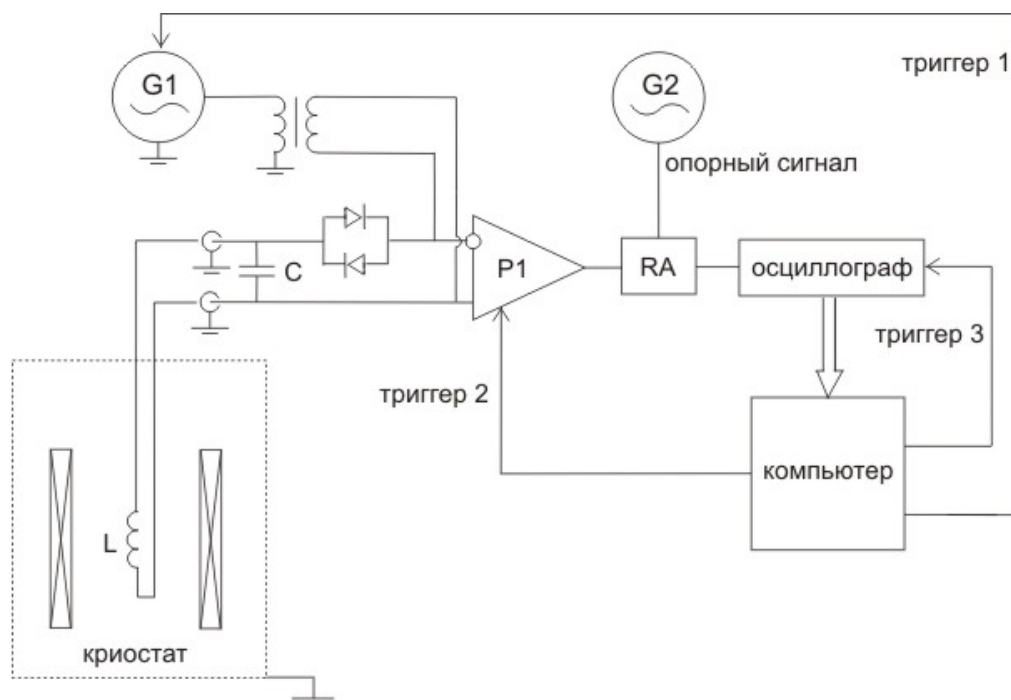 триггер 1
G1
G2
опорный сигнал
C
P1
RA
осциллограф
триггер 3
триггер 2
компьютер
L
криостат